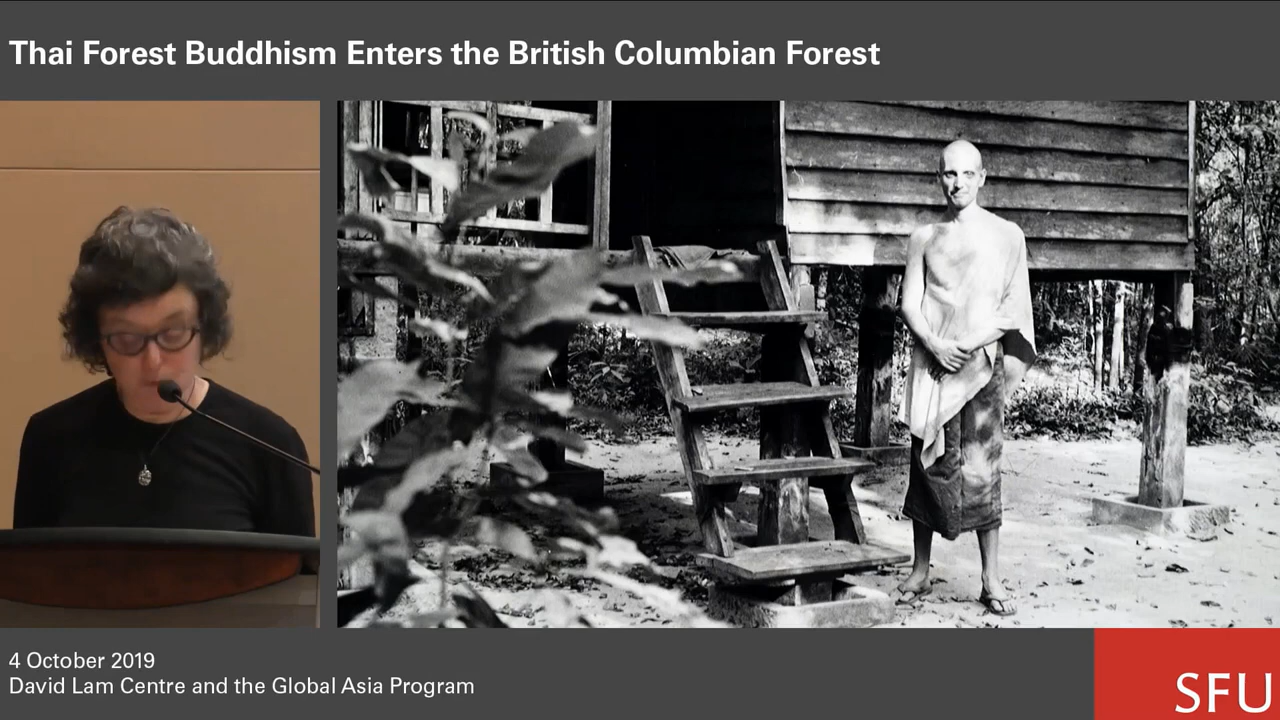 Thai Forest Buddhism Enters the British Columbian Forest
4 October 2019
David Lam Centre and the Global Asia Program
SFU